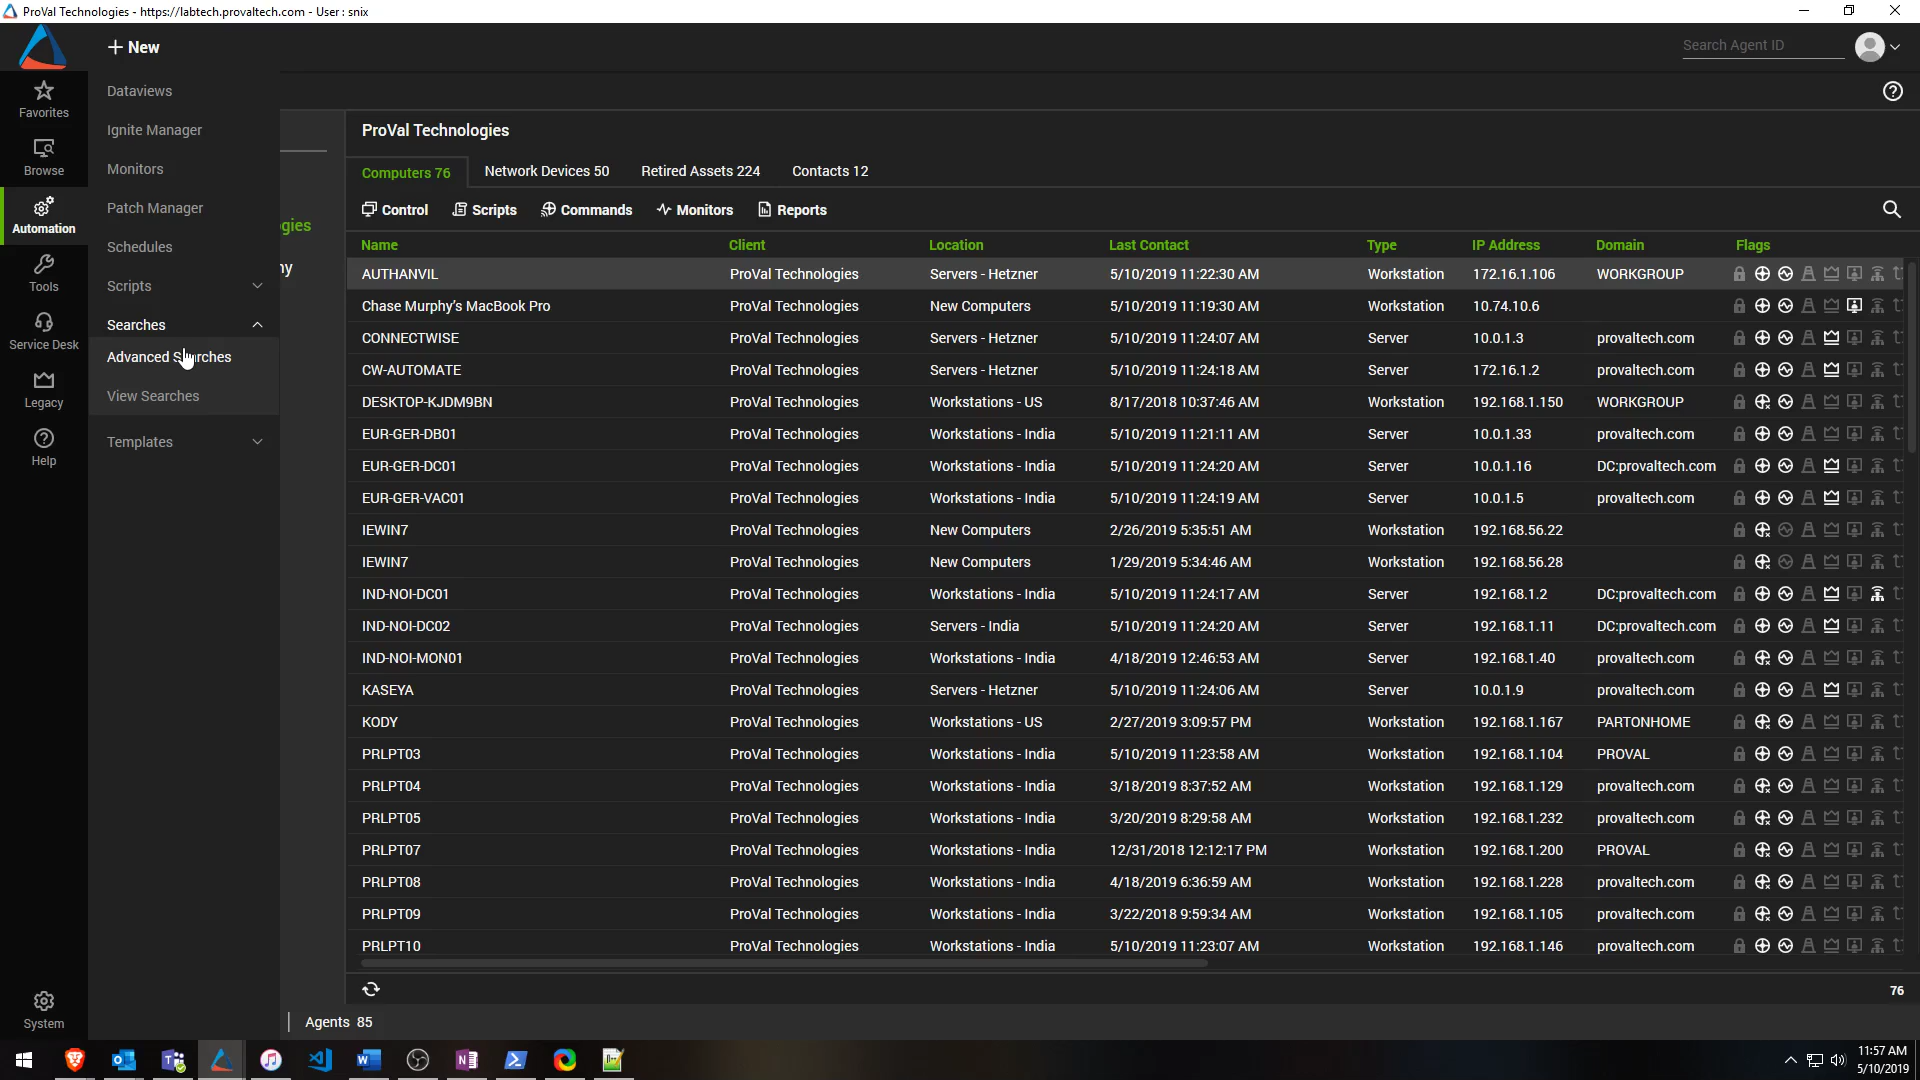 ProVal Technologies - https://labtech.provaltech.com - User : snix
New
Search Agent ID
Favorites
Browse
Automation
Tools
Service Desk
Legacy
Help
System
Dataviews
Ignite Manager
Monitors
Patch Manager
Schedules
Scripts
Searches
Advanced Searches
View Searches
Templates
gies
ny
ProVal Technologies
Computers 76 Network Devices 50 Retired Assets 224 Contacts 12
Control Scripts Commands Monitors Reports
Name Client Location Last Contact Type IP Address Domain Flags
AUTHANVIL ProVal Technologies Servers - Hetzner 5/10/2019 11:22:30 AM Workstation 172.16.1.106 WORKGROUP
Chase Murphy's MacBook Pro ProVal Technologies New Computers 5/10/2019 11:19:30 AM Workstation 10.74.10.6
CONNECTWISE ProVal Technologies Servers - Hetzner 5/10/2019 11:24:07 AM Server 10.0.1.3 provaltech.com
CW-AUTOMATE ProVal Technologies Servers - Hetzner 5/10/2019 11:24:18 AM Server 172.16.1.2 provaltech.com
DESKTOP-KJDM9BN ProVal Technologies Workstations - US 8/17/2018 10:37:46 AM Workstation 192.168.1.150 WORKGROUP
EUR-GER-DB01 ProVal Technologies Workstations - India 5/10/2019 11:21:11 AM Server 10.0.1.33 provaltech.com
EUR-GER-DC01 ProVal Technologies Workstations - India 5/10/2019 11:24:20 AM Server 10.0.1.16 DC:provaltech.com
EUR-GER-VAC01 ProVal Technologies Workstations - India 5/10/2019 11:24:19 AM Server 10.0.1.5 provaltech.com
IEWIN7 ProVal Technologies New Computers 2/26/2019 5:35:51 AM Workstation 192.168.56.22
IEWIN7 ProVal Technologies New Computers 1/29/2019 5:34:46 AM Workstation 192.168.56.28
IND-NOI-DC01 ProVal Technologies Workstations - India 5/10/2019 11:24:17 AM Server 192.168.1.2 DC:provaltech.com
IND-NOI-DC02 ProVal Technologies Servers - India 5/10/2019 11:24:20 AM Server 192.168.1.11 DC:provaltech.com
IND-NOI-MON01 ProVal Technologies Workstations - India 4/18/2019 12:46:53 AM Server 192.168.1.40 provaltech.com
KASEYA ProVal Technologies Servers - Hetzner 5/10/2019 11:24:06 AM Server 10.0.1.9 provaltech.com
KODY ProVal Technologies Workstations - US 2/27/2019 3:09:57 PM Workstation 192.168.1.167 PARTONHOME
PRLPT03 ProVal Technologies Workstations - India 5/10/2019 11:23:58 AM Workstation 192.168.1.104 PROVAL
PRLPT04 ProVal Technologies Workstations - India 3/18/2019 8:37:52 AM Workstation 192.168.1.129 provaltech.com
PRLPT05 ProVal Technologies Workstations - India 3/20/2019 8:29:58 AM Workstation 192.168.1.232 provaltech.com
PRLPT07 ProVal Technologies Workstations - India 12/31/2018 12:12:17 PM Workstation 192.168.1.200 PROVAL
PRLPT08 ProVal Technologies Workstations - India 4/18/2019 6:36:59 AM Workstation 192.168.1.228 provaltech.com
PRLPT09 ProVal Technologies Workstations - India 3/22/2018 9:59:34 AM Workstation 192.168.1.105 provaltech.com
PRLPT10 ProVal Technologies Workstations - India 5/10/2019 11:23:07 AM Workstation 192.168.1.146 provaltech.com
76
Agents 85
11:57 AM
5/10/2019